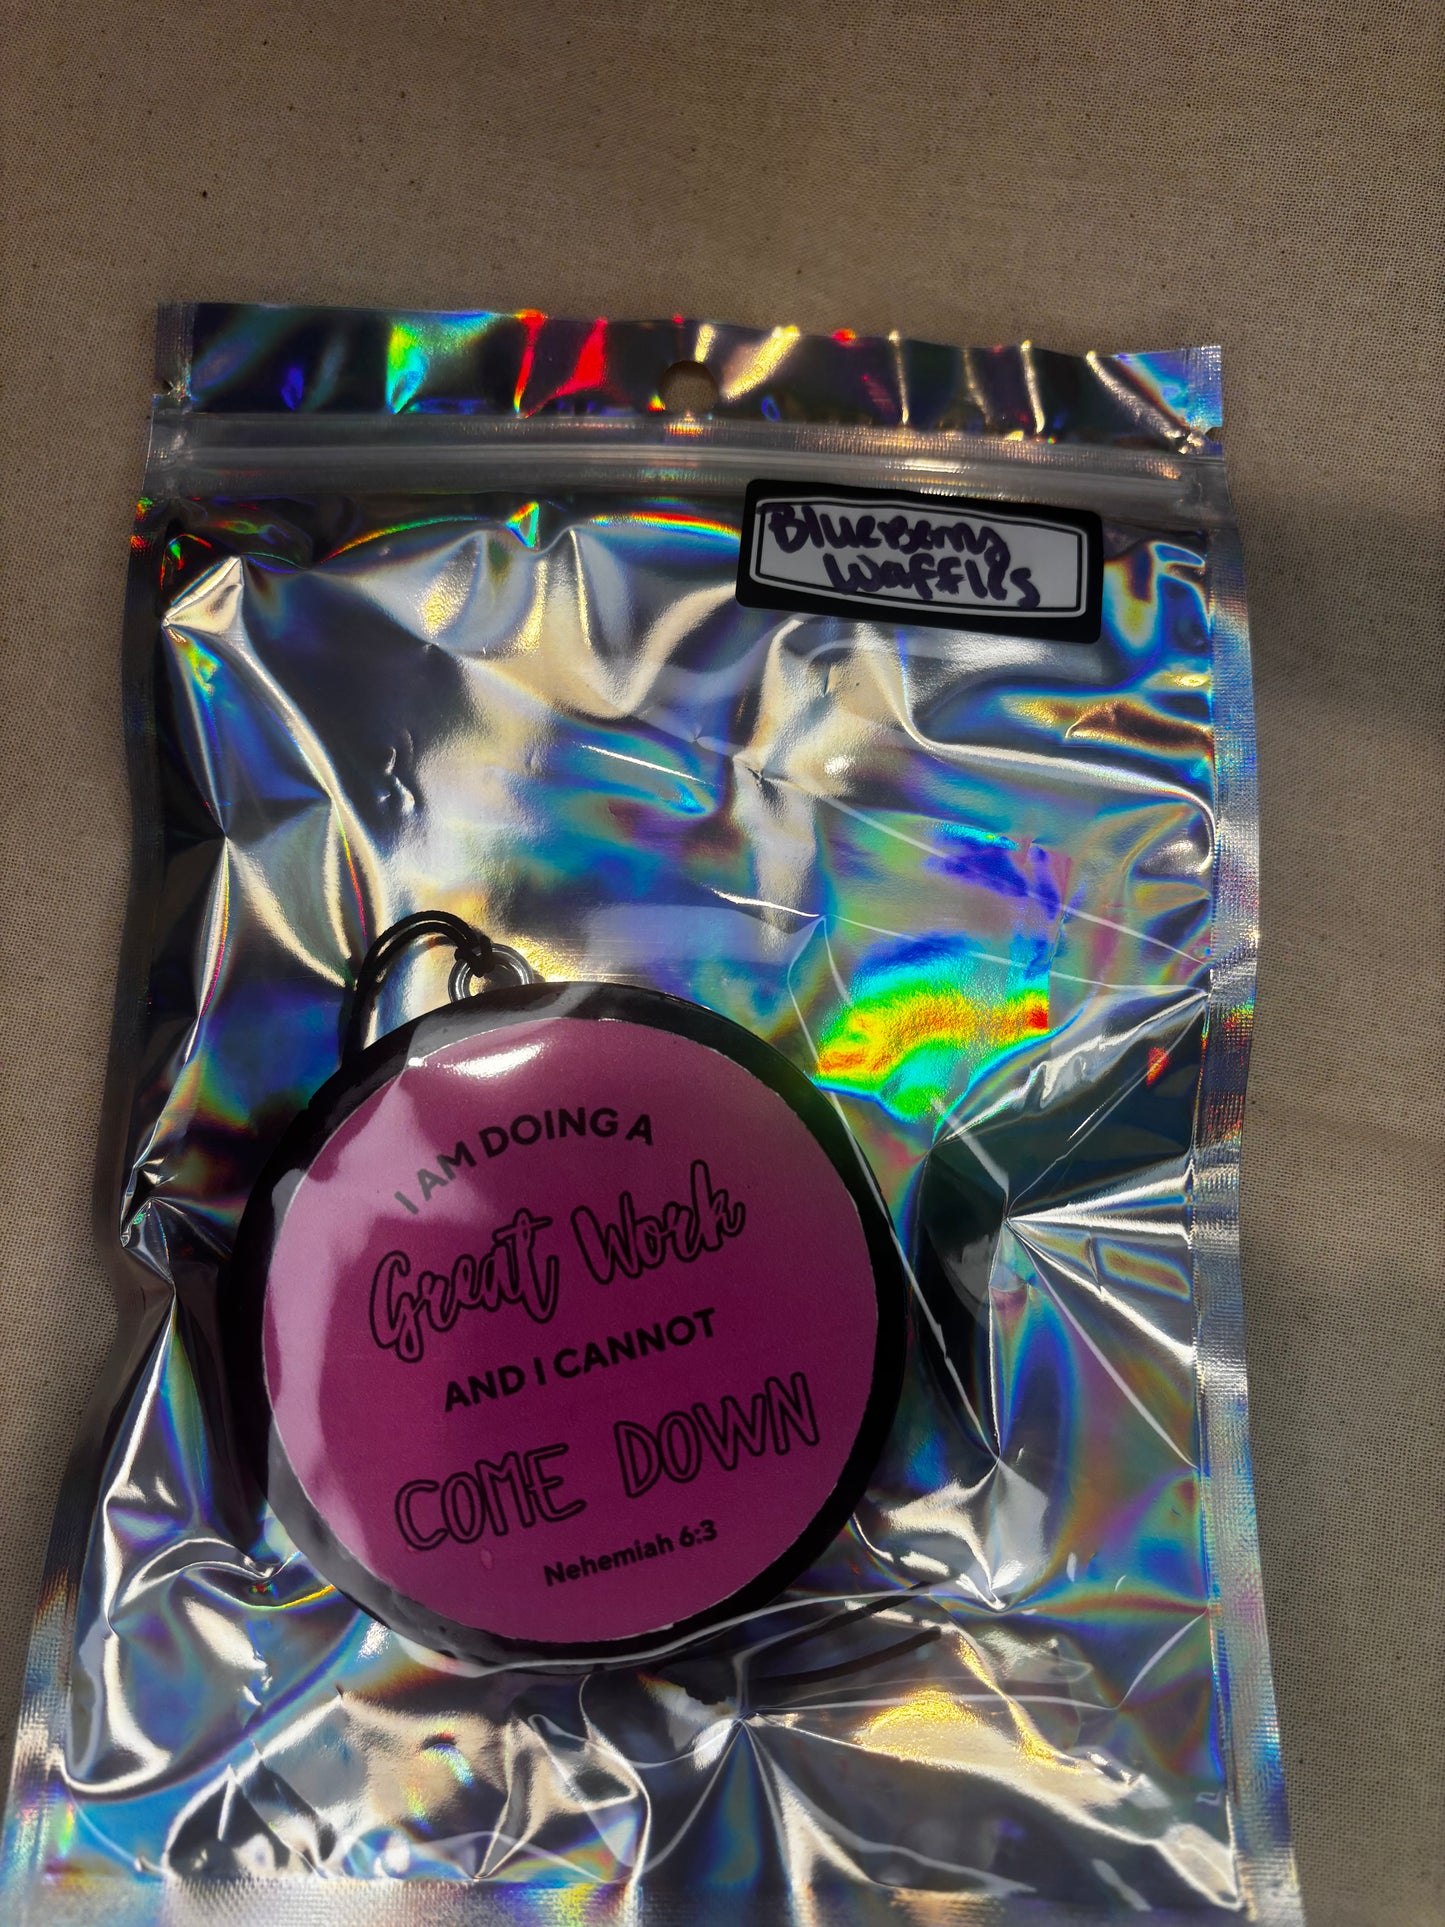 BlueBerry
Waffles
I AM DOING A
Great Work
AND I CANNOT
COME DOWN
Nehemiah 6:3